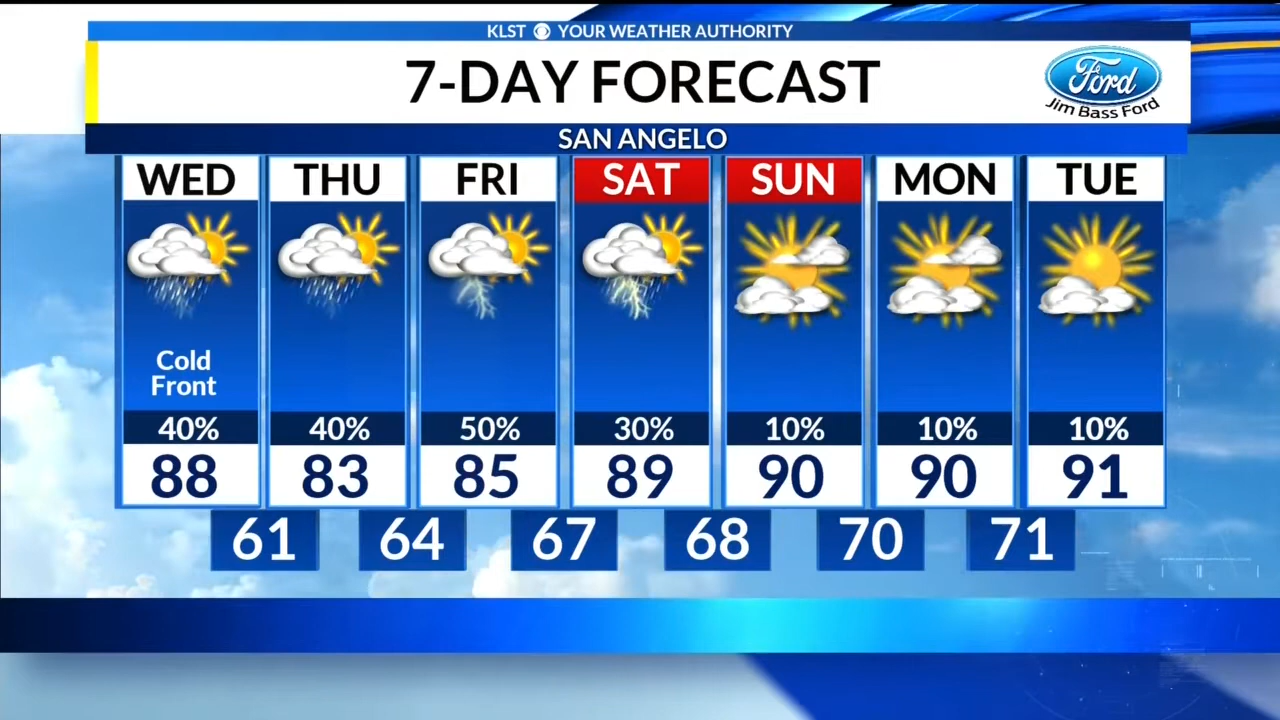 KLST YOUR WEATHER AUTHORITY
7-DAY FORECAST
Ford
Jim Bass Ford
SAN ANGELO
WED THU FRI SAT SUN MON TUE
Cold
Front
40% 40% 50% 30% 10% 10% 10%
88 83 85 89 90 90 91
61 64 67 68 70 71